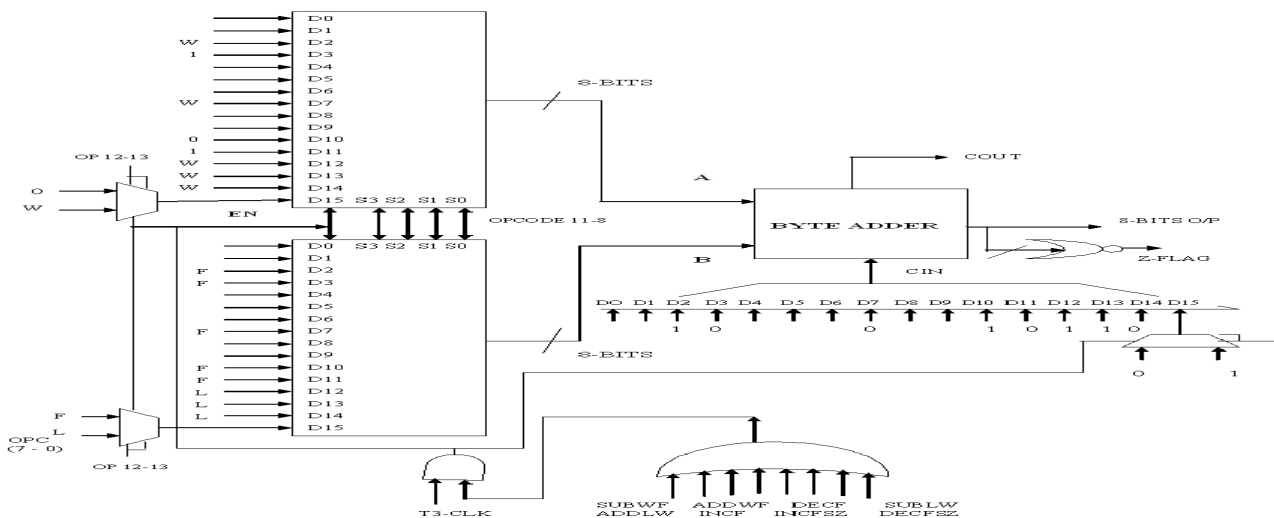 D0
D1
W D2
1 D3
D4
D5
D6
W D7
D8
D9
0 D10
1 D11
W D12
W D13
W D14
D15 S3 S2 S1 S0
OP 12-13
O
W
EN
OPCODE 11-8
8-BITS
A
COUT
BYTE ADDER
8-BITS O/P
Z-FLAG
B
CIN
D0 S3 S2 S1 S0
D1
F D2
F D3
D4
D5
D6
F D7
D8
D9
F D10
F D11
L D12
L D13
L D14
D15
8-BITS
DO D1 D2 D3 D4 D5 D6 D7 D8 D9 D10 D11 D12 D13 D14 D15
1 0 0 1 0 1 1 0
0 1
F
L
OPC
(7 - 0)
OP 12-13
T3-CLK
SUBWF ADDWF DECF SUBLW
ADDLW INCF INCFSZ DECFSZ